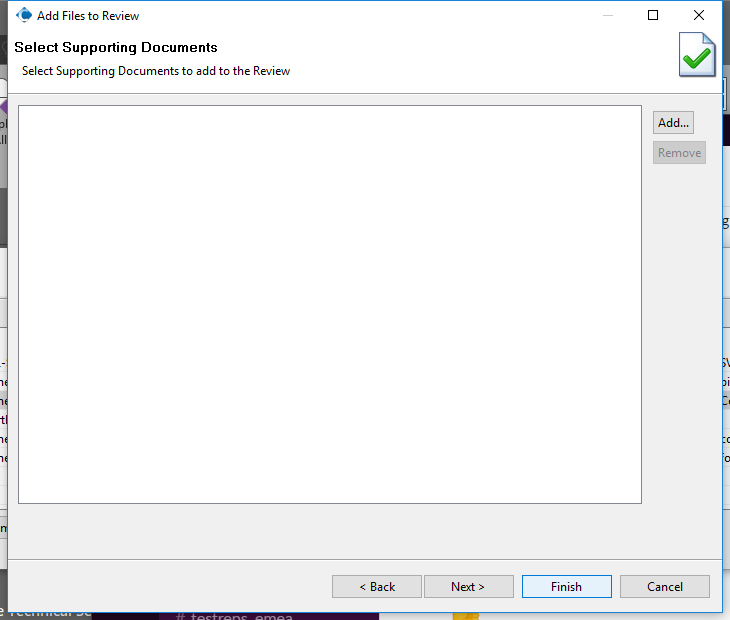 Add Files to Review
Select Supporting Documents
Select Supporting Documents to add to the Review
Add...
Remove
< Back
Next >
Finish
Cancel
# testreps_emea